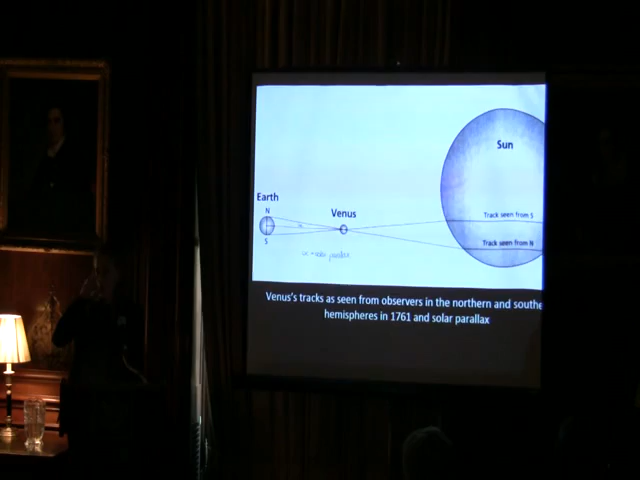 Sun
Earth
N
Venus
Track seen from S
S
Track seen from N
α = solar parallax
Venus's tracks as seen from observers in the northern and southe
hemispheres in 1761 and solar parallax